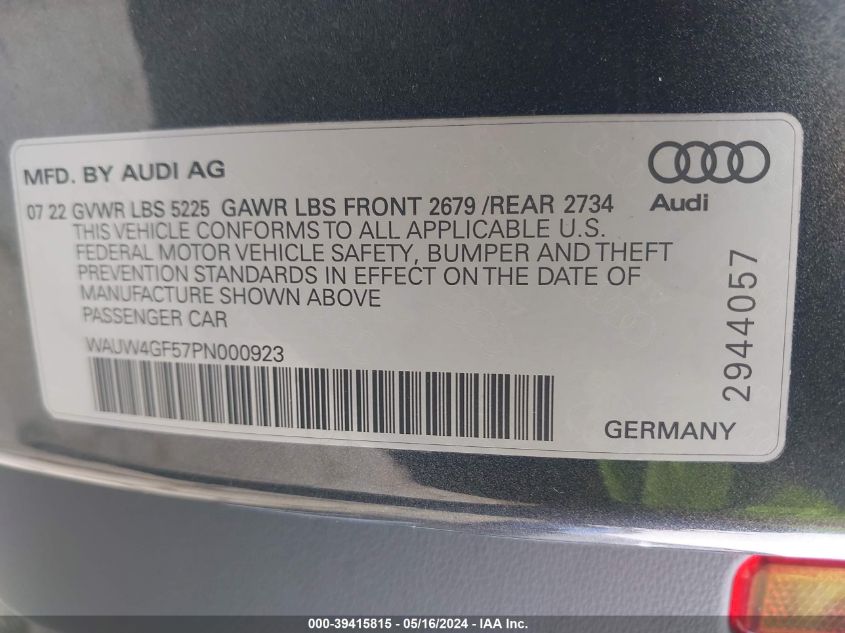 MFD. BY AUDI AG
07 22 GVWR LBS 5225 GAWR LBS FRONT 2679 /REAR 2734
THIS VEHICLE CONFORMS TO ALL APPLICABLE U.S.
FEDERAL MOTOR VEHICLE SAFETY, BUMPER AND THEFT
PREVENTION STANDARDS IN EFFECT ON THE DATE OF
MANUFACTURE SHOWN ABOVE
PASSENGER CAR
WAUW4GF57PN000923
Audi
2944057
GERMANY
000-39415815 - 05/16/2024 - IAA Inc.